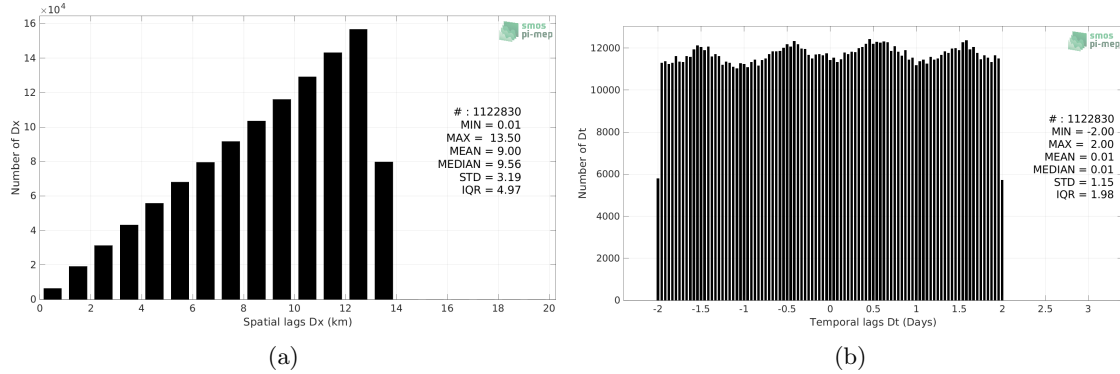 ×10⁴
16
14
12
10
8
6
4
2
0
Number of Dx
0 2 4 6 8 10 12 14 16 18 20
Spatial lags Dx (km)
smos
pi-mep
# : 1122830
MIN = 0.01
MAX = 13.50
MEAN = 9.00
MEDIAN = 9.56
STD = 3.19
IQR = 4.97
(a)
12000
10000
8000
6000
4000
2000
0
Number of Dt
-2 -1.5 -1 -0.5 0 0.5 1 1.5 2 2.5 3
Temporal lags Dt (Days)
smos
pi-mep
# : 1122830
MIN = -2.00
MAX = 2.00
MEAN = 0.01
MEDIAN = 0.01
STD = 1.15
IQR = 1.98
(b)